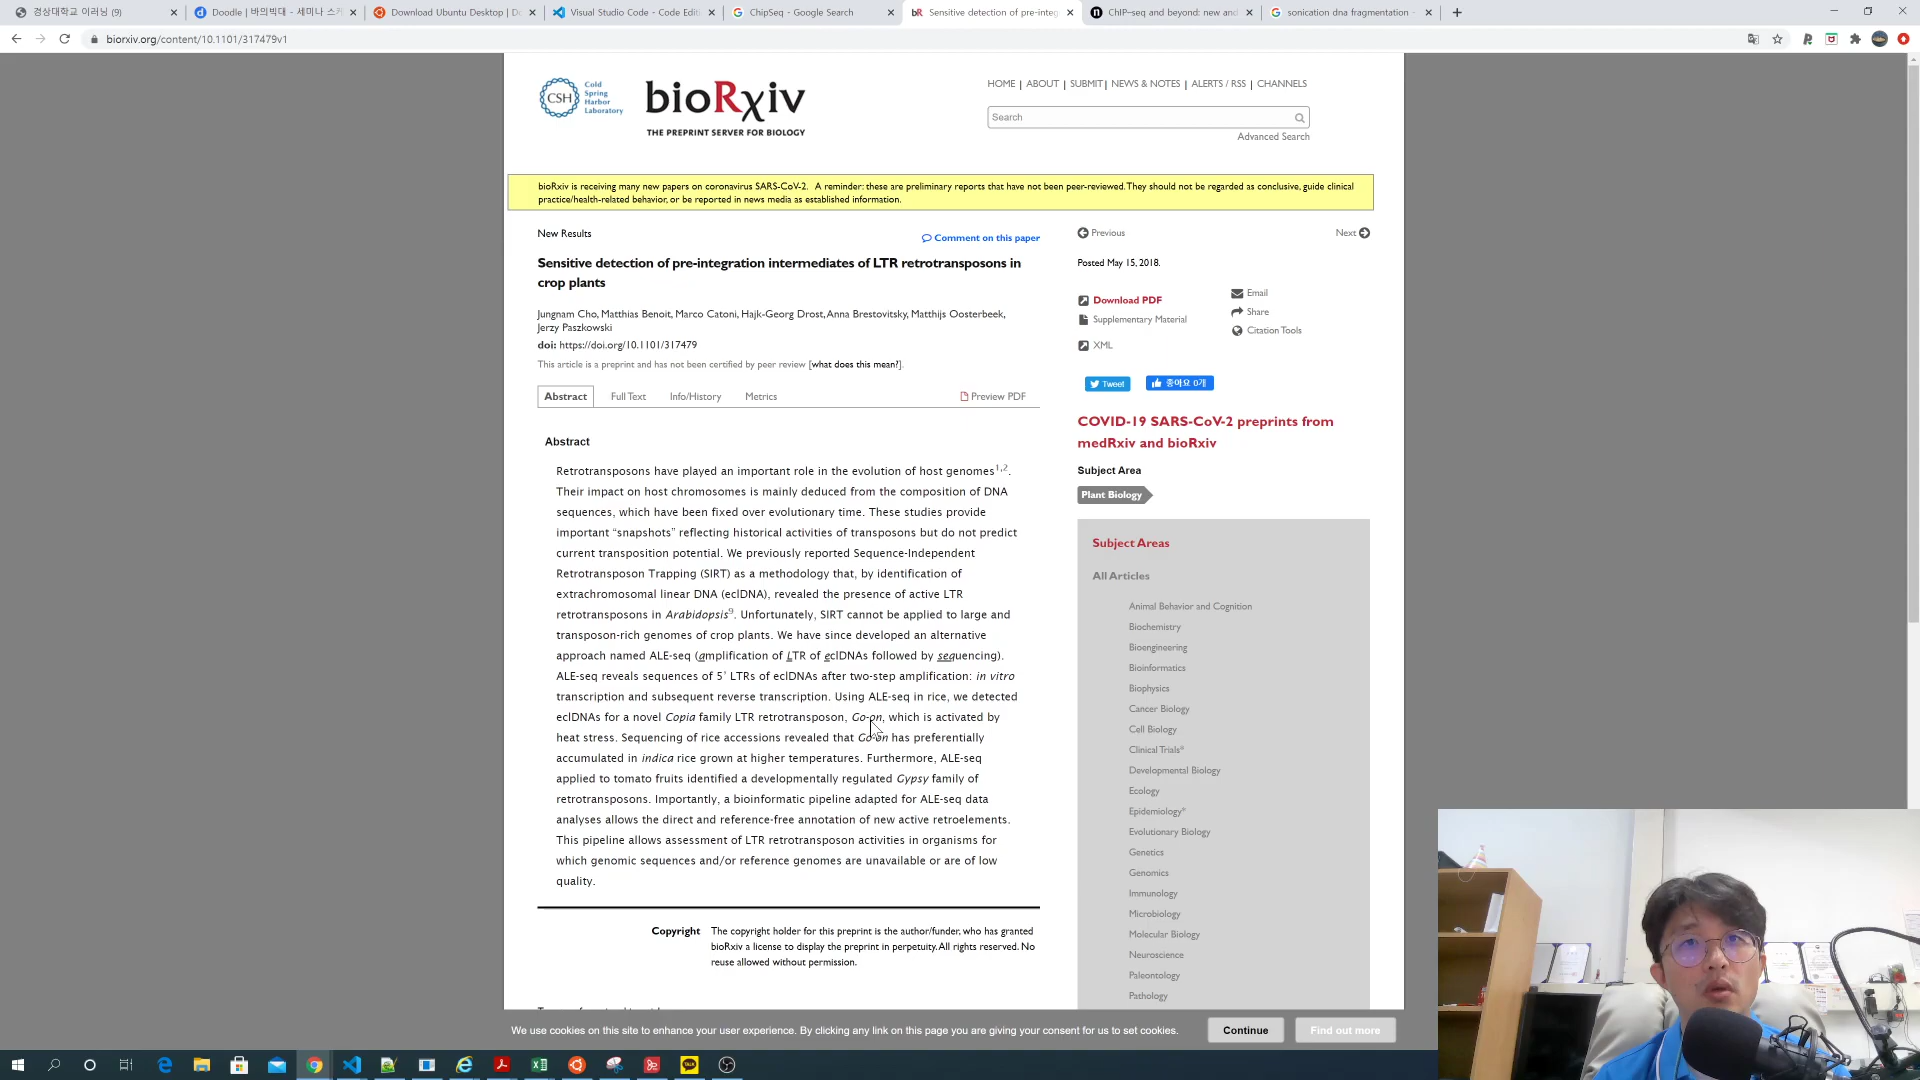 경상대학교 이러닝 (9)
Doodle | 바의빅대 - 세미나 스케
Download Ubuntu Desktop | Do
Visual Studio Code - Code Editi
ChipSeq - Google Search
Sensitive detection of pre-integ
ChIP–seq and beyond: new and
sonication dna fragmentation -
biorxiv.org/content/10.1101/317479v1
CSH
Cold
Spring
Harbor
Laboratory
bioRχiv
THE PREPRINT SERVER FOR BIOLOGY
HOME | ABOUT | SUBMIT | NEWS & NOTES | ALERTS / RSS | CHANNELS
Search
Advanced Search
bioRxiv is receiving many new papers on coronavirus SARS-CoV-2. A reminder: these are preliminary reports that have not been peer-reviewed. They should not be regarded as conclusive, guide clinical
practice/health-related behavior, or be reported in news media as established information.
New Results
Comment on this paper
Sensitive detection of pre-integration intermediates of LTR retrotransposons in
crop plants
Jungnam Cho, Matthias Benoit, Marco Catoni, Hajk-Georg Drost, Anna Brestovitsky, Matthijs Oosterbeek,
Jerzy Paszkowski
doi: https://doi.org/10.1101/317479
This article is a preprint and has not been certified by peer review [what does this mean?].
Abstract
Full Text
Info/History
Metrics
Preview PDF
Abstract
Retrotransposons have played an important role in the evolution of host genomes1,2.
Their impact on host chromosomes is mainly deduced from the composition of DNA
sequences, which have been fixed over evolutionary time. These studies provide
important “snapshots” reflecting historical activities of transposons but do not predict
current transposition potential. We previously reported Sequence-Independent
Retrotransposon Trapping (SIRT) as a methodology that, by identification of
extrachromosomal linear DNA (eclDNA), revealed the presence of active LTR
retrotransposons in Arabidopsis9. Unfortunately, SIRT cannot be applied to large and
transposon-rich genomes of crop plants. We have since developed an alternative
approach named ALE-seq (amplification of LTR of eclDNAs followed by sequencing).
ALE-seq reveals sequences of 5’ LTRs of eclDNAs after two-step amplification: in vitro
transcription and subsequent reverse transcription. Using ALE-seq in rice, we detected
eclDNAs for a novel Copia family LTR retrotransposon, Go-on, which is activated by
heat stress. Sequencing of rice accessions revealed that Go-on has preferentially
accumulated in indica rice grown at higher temperatures. Furthermore, ALE-seq
applied to tomato fruits identified a developmentally regulated Gypsy family of
retrotransposons. Importantly, a bioinformatic pipeline adapted for ALE-seq data
analyses allows the direct and reference-free annotation of new active retroelements.
This pipeline allows assessment of LTR retrotransposon activities in organisms for
which genomic sequences and/or reference genomes are unavailable or are of low
quality.
Copyright
The copyright holder for this preprint is the author/funder, who has granted
bioRxiv a license to display the preprint in perpetuity. All rights reserved. No
reuse allowed without permission.
Previous
Next
Posted May 15, 2018.
Download PDF
Supplementary Material
XML
Email
Share
Citation Tools
Tweet
좋아요 0개
COVID-19 SARS-CoV-2 preprints from
medRxiv and bioRxiv
Subject Area
Plant Biology
Subject Areas
All Articles
Animal Behavior and Cognition
Biochemistry
Bioengineering
Bioinformatics
Biophysics
Cancer Biology
Cell Biology
Clinical Trials*
Developmental Biology
Ecology
Epidemiology*
Evolutionary Biology
Genetics
Genomics
Immunology
Microbiology
Molecular Biology
Neuroscience
Paleontology
Pathology
We use cookies on this site to enhance your user experience. By clicking any link on this page you are giving your consent for us to set cookies.
Continue
Find out more